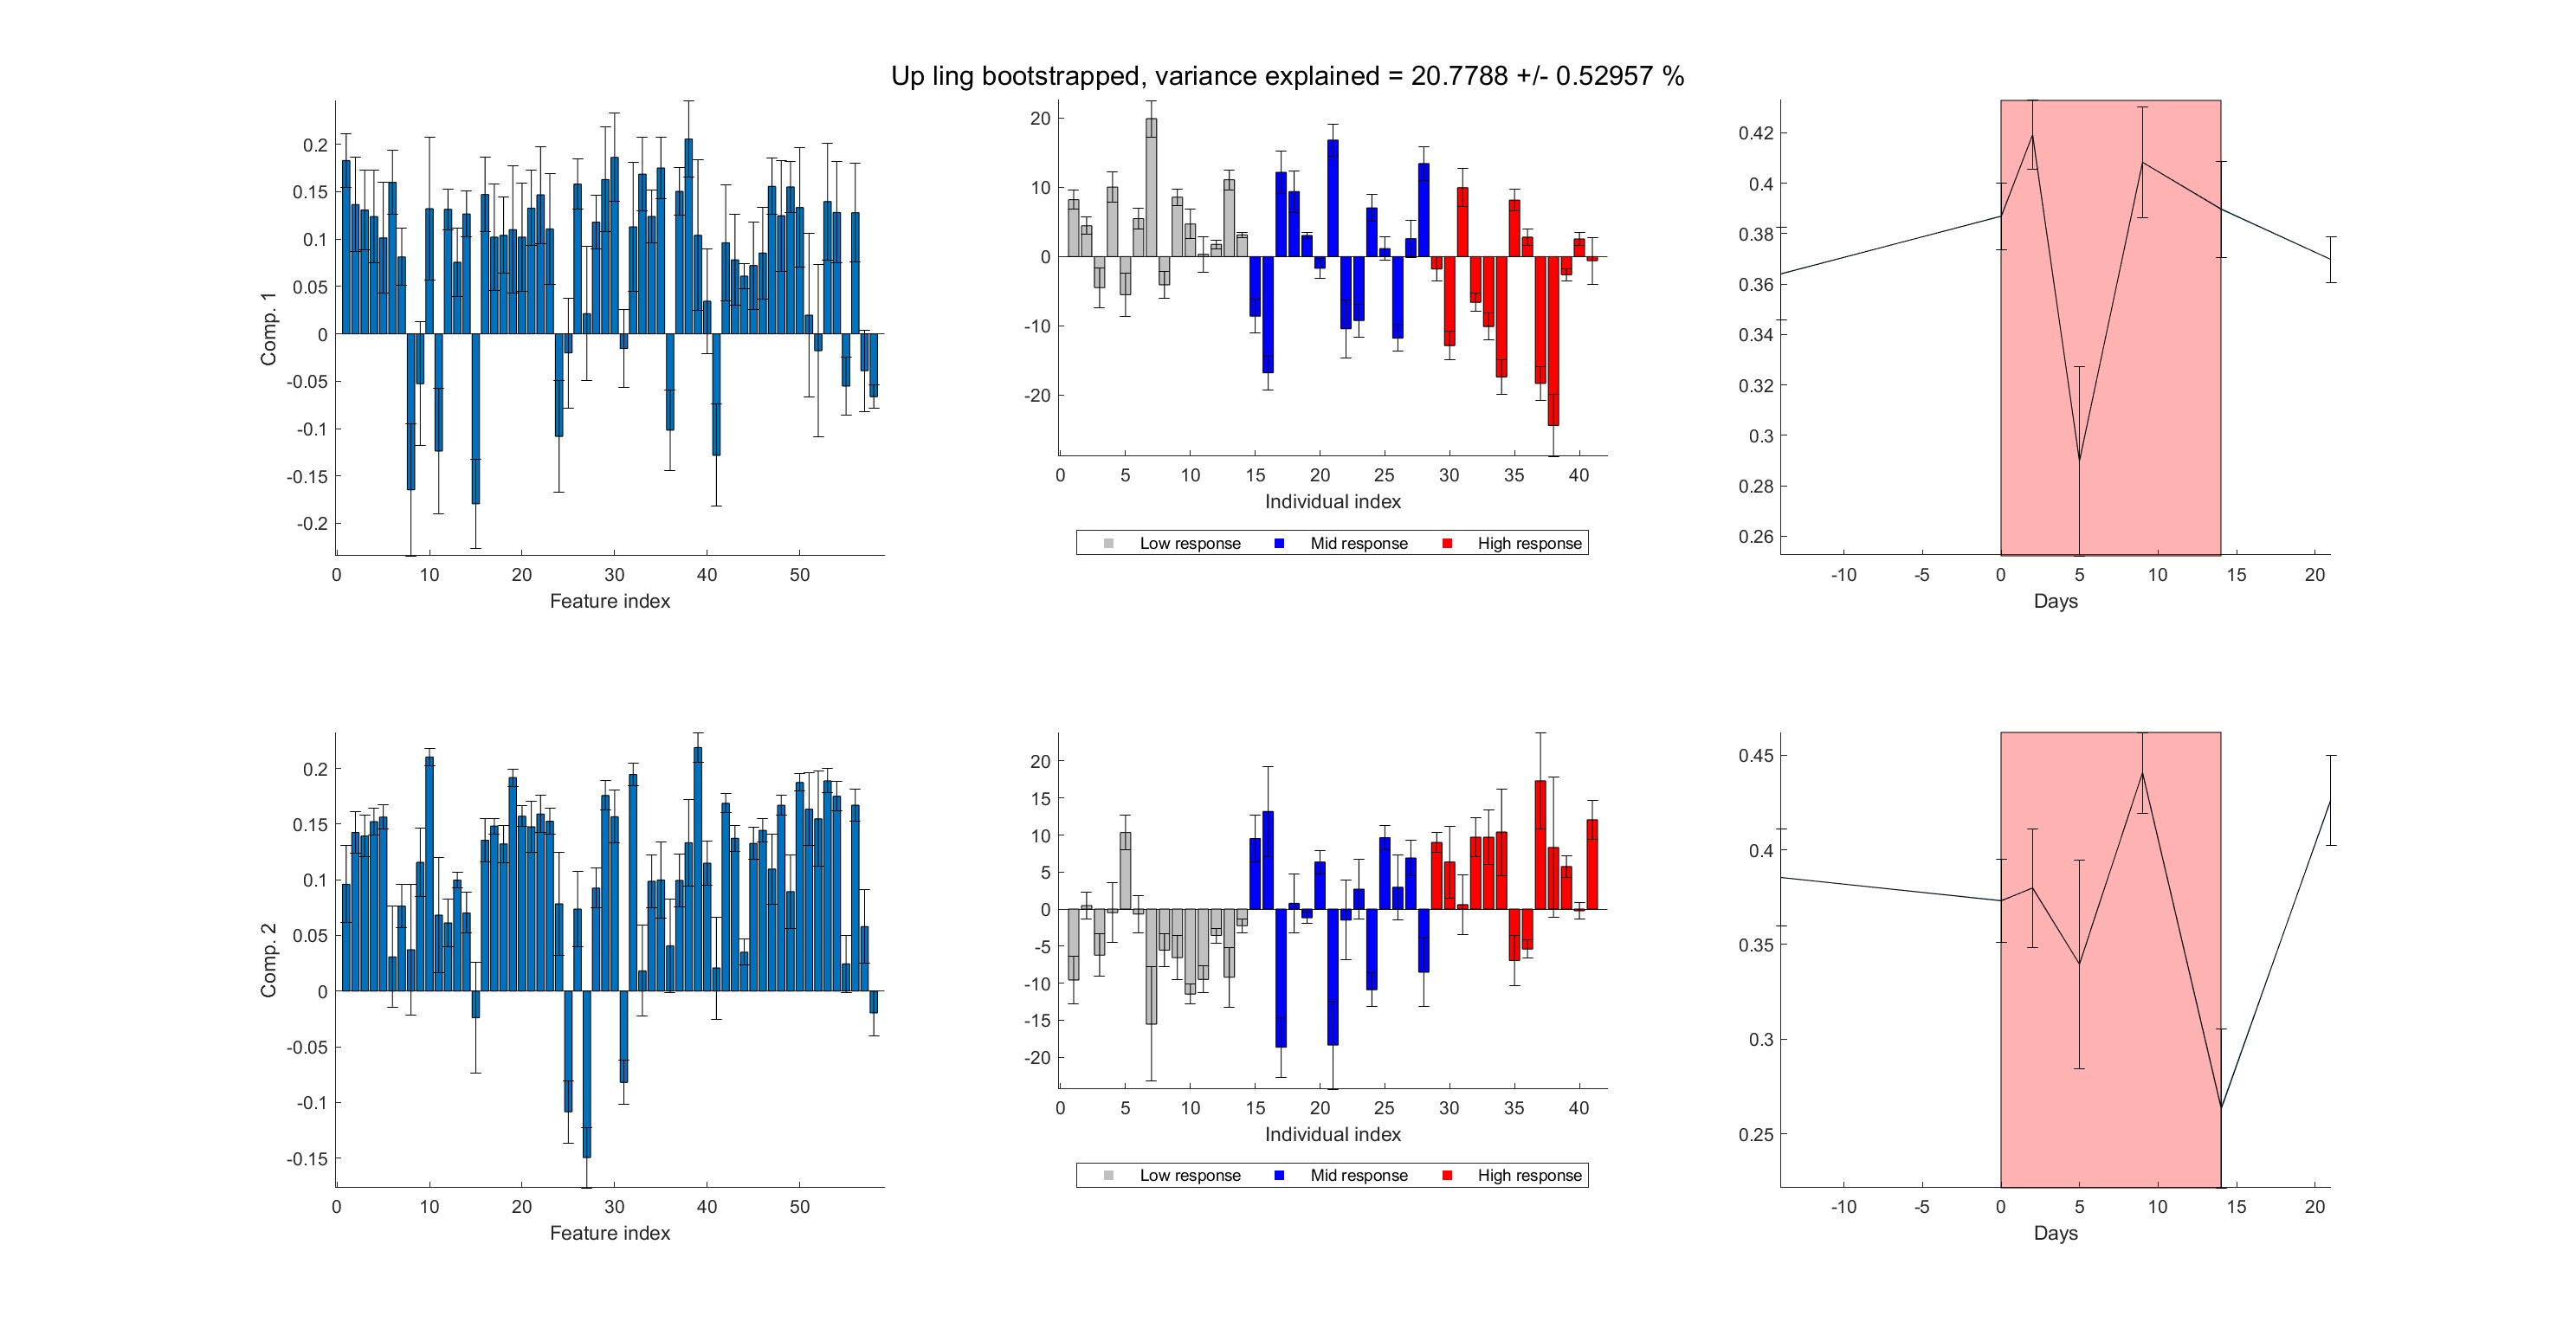 Up ling bootstrapped, variance explained = 20.7788 +/- 0.52957 %
Comp. 1
0.2
0.15
0.1
0.05
0
-0.05
-0.1
-0.15
-0.2
0 10 20 30 40 50
Feature index
20
10
0
-10
-20
0 5 10 15 20 25 30 35 40
Individual index
Low response Mid response High response
0.42
0.4
0.38
0.36
0.34
0.32
0.3
0.28
0.26
-10 -5 0 5 10 15 20
Days
Comp. 2
0.2
0.15
0.1
0.05
0
-0.05
-0.1
-0.15
0 10 20 30 40 50
Feature index
20
15
10
5
0
-5
-10
-15
-20
0 5 10 15 20 25 30 35 40
Individual index
Low response Mid response High response
0.45
0.4
0.35
0.3
0.25
-10 -5 0 5 10 15 20
Days